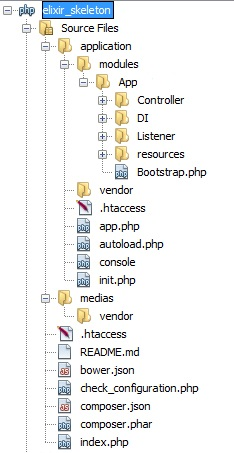 elixir_skeleton
Source Files
application
modules
App
Controller
DI
Listener
resources
Bootstrap.php
vendor
.htaccess
app.php
autoload.php
console
init.php
medias
vendor
.htaccess
README.md
bower.json
check_configuration.php
composer.json
composer.phar
index.php